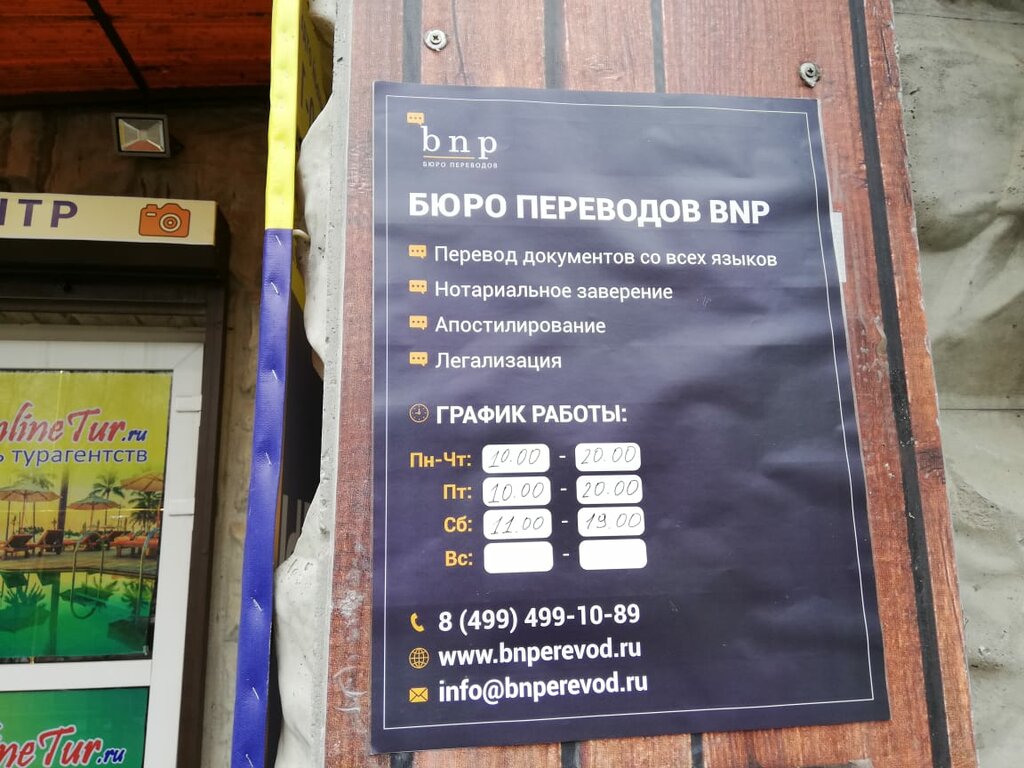 bnp
БЮРО ПЕРЕВОДОВ
БЮРО ПЕРЕВОДОВ BNP
Перевод документов со всех языков
Нотариальное заверение
Апостилирование
Легализация
ГРАФИК РАБОТЫ:
Пн-Чт: 10.00 - 20.00
Пт: 10.00 - 20.00
Сб: 11.00 - 19.00
Вс: -
8 (499) 499-10-89
www.bnperevod.ru
info@bnperevod.ru
НТР
lineTur.ru
турагентств
neTur.ru